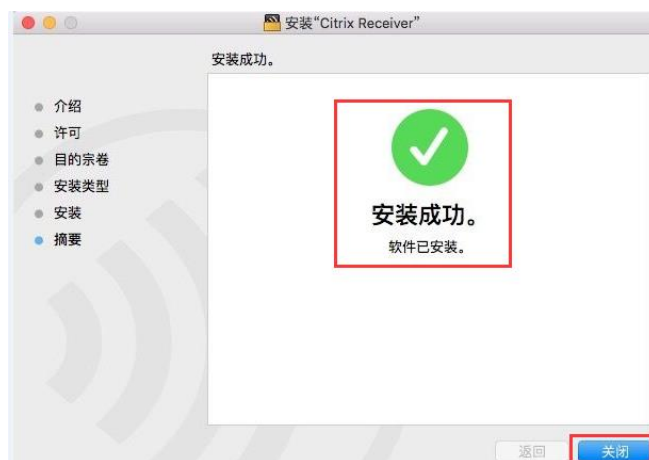 安装“Citrix Receiver”
安装成功。
介绍
许可
目的宗卷
安装类型
安装
摘要
安装成功。
软件已安装。
返回
关闭